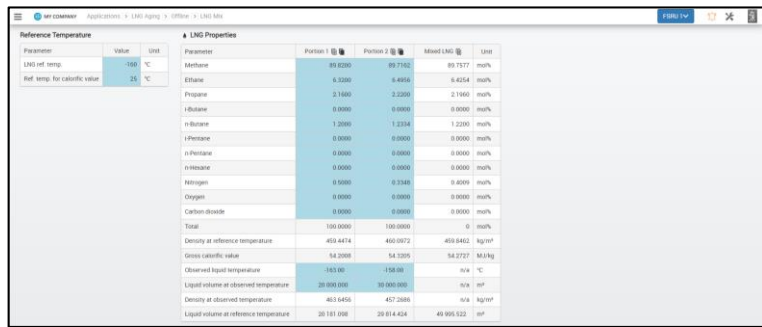 MY COMPANY Applications > LNG Aging > Offline > LNG Mix FSRU 1
Reference Temperature
Parameter Value Unit
LNG ref. temp. -160 °C
Ref. temp. for calorific value 25 °C
LNG Properties
Parameter Portion 1 Portion 2 Mixed LNG Unit
Methane 89.8200 89.7162 89.7577 mol%
Ethane 6.3200 6.4956 6.4254 mol%
Propane 2.1600 2.2200 2.1960 mol%
i-Butane 0.0000 0.0000 0.0000 mol%
n-Butane 1.2000 1.2334 1.2200 mol%
i-Pentane 0.0000 0.0000 0.0000 mol%
n-Pentane 0.0000 0.0000 0.0000 mol%
n-Hexane 0.0000 0.0000 0.0000 mol%
Nitrogen 0.5000 0.3348 0.4009 mol%
Oxygen 0.0000 0.0000 0.0000 mol%
Carbon dioxide 0.0000 0.0000 0.0000 mol%
Total 100.0000 100.0000 0 mol%
Density at reference temperature 459.4474 460.0972 459.8462 kg/m³
Gross calorific value 54.2008 54.3205 54.2727 MJ/kg
Observed liquid temperature -163.00 -158.00 n/a °C
Liquid volume at observed temperature 20 000.000 30 000.000 n/a m³
Density at observed temperature 463.6456 457.2686 n/a kg/m³
Liquid volume at reference temperature 20 181.098 29 814.424 49 995.523 m³